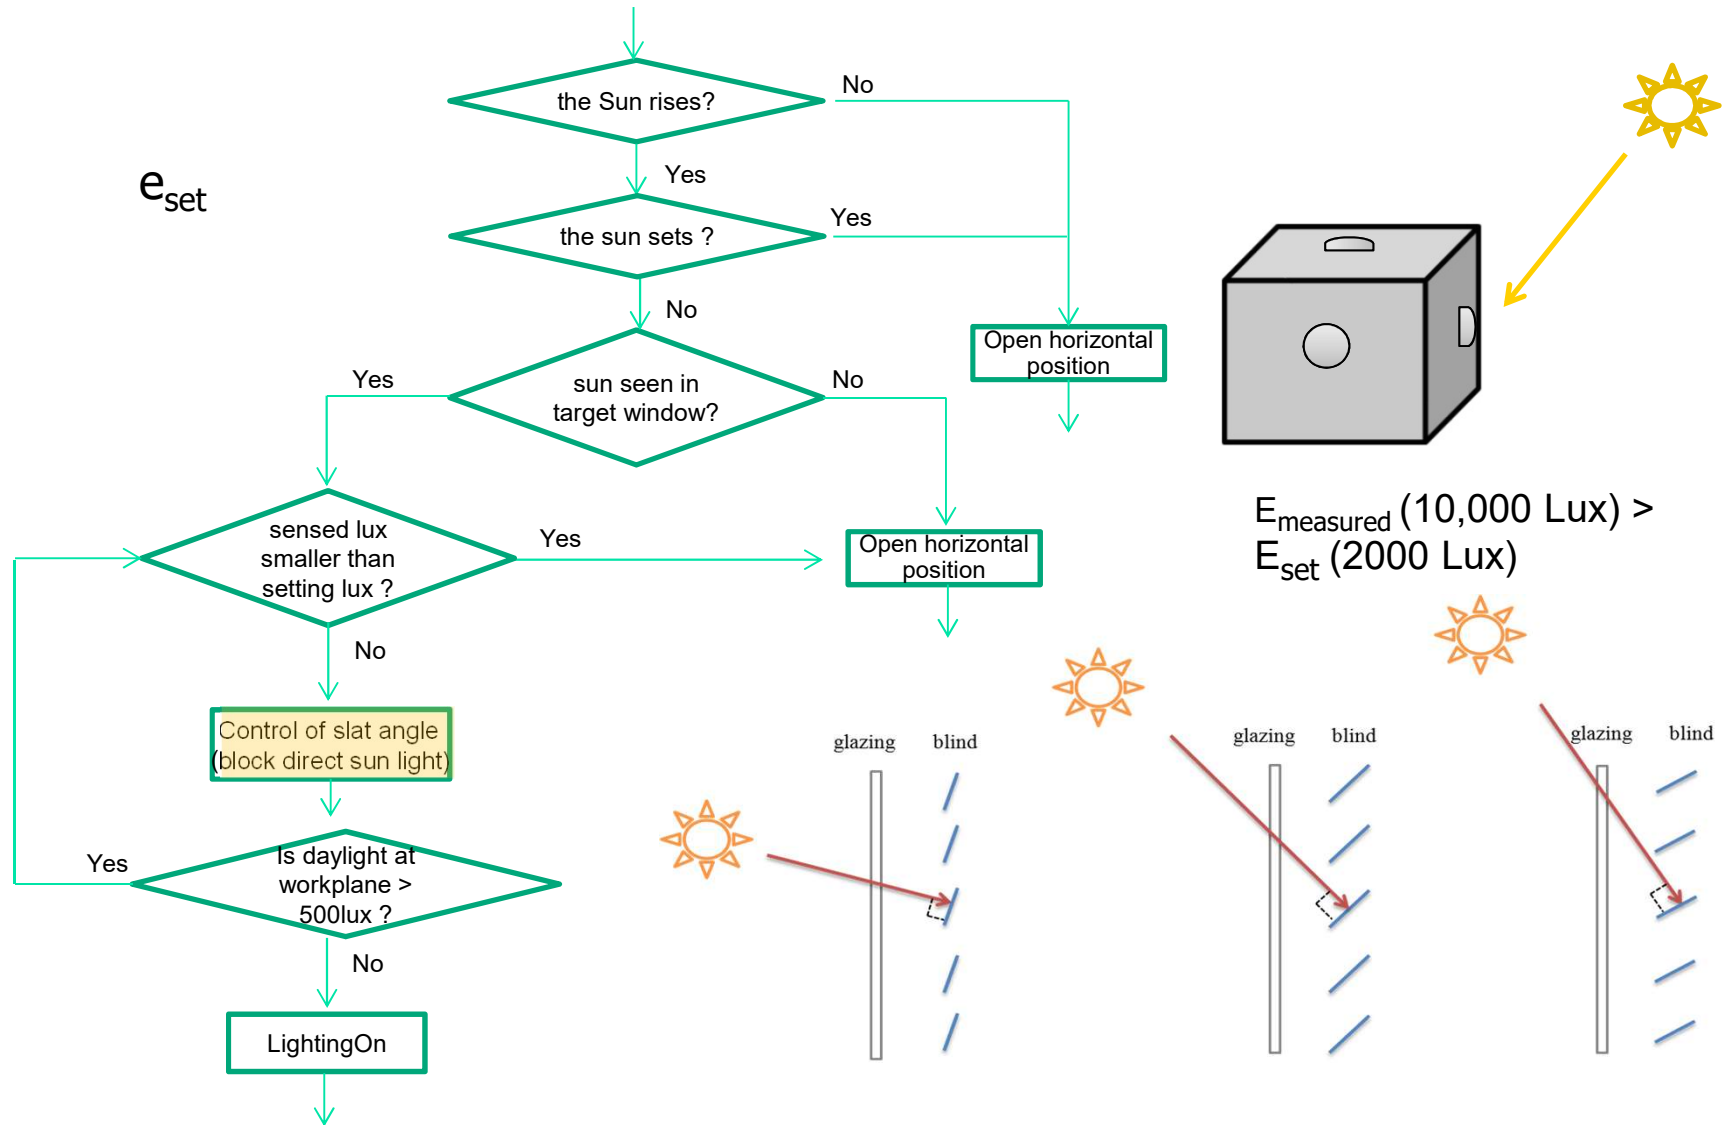 the Sun rises?
No
Yes
e_set
the sun sets ?
Yes
No
Open horizontal
position
sun seen in
target window?
Yes
No
sensed lux
smaller than
setting lux ?
Yes
Open horizontal
position
No
E_measured (10,000 Lux) >
E_set (2000 Lux)
Control of slat angle
(block direct sun light)
Is daylight at
workplane >
500lux ?
Yes
No
LightingOn
glazing blind
glazing blind
glazing blind